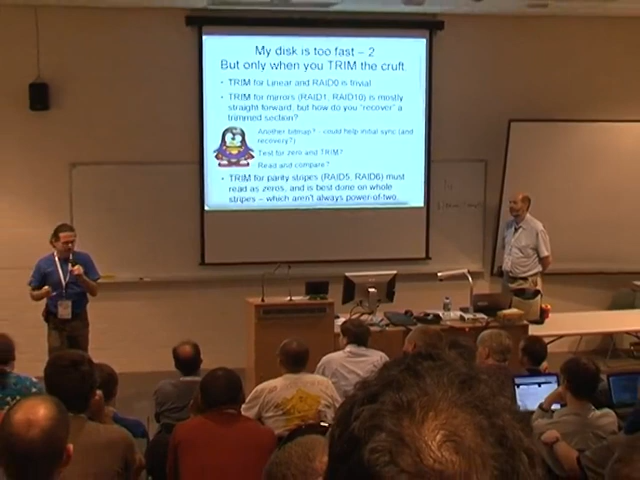 My disk is too fast – 2
But only when you TRIM the cruft.
• TRIM for Linear and RAID0 is trivial
• TRIM for mirrors (RAID1, RAID10) is mostly
straight forward, but how do you "recover" a
trimmed section?
Another bitmap? - could help initial sync (and
recovery?)
Test for zero and TRIM?
Read and compare?
• TRIM for parity stripes (RAID5, RAID6) must
read as zeros, and is best done on whole
stripes – which aren't always power-of-two.